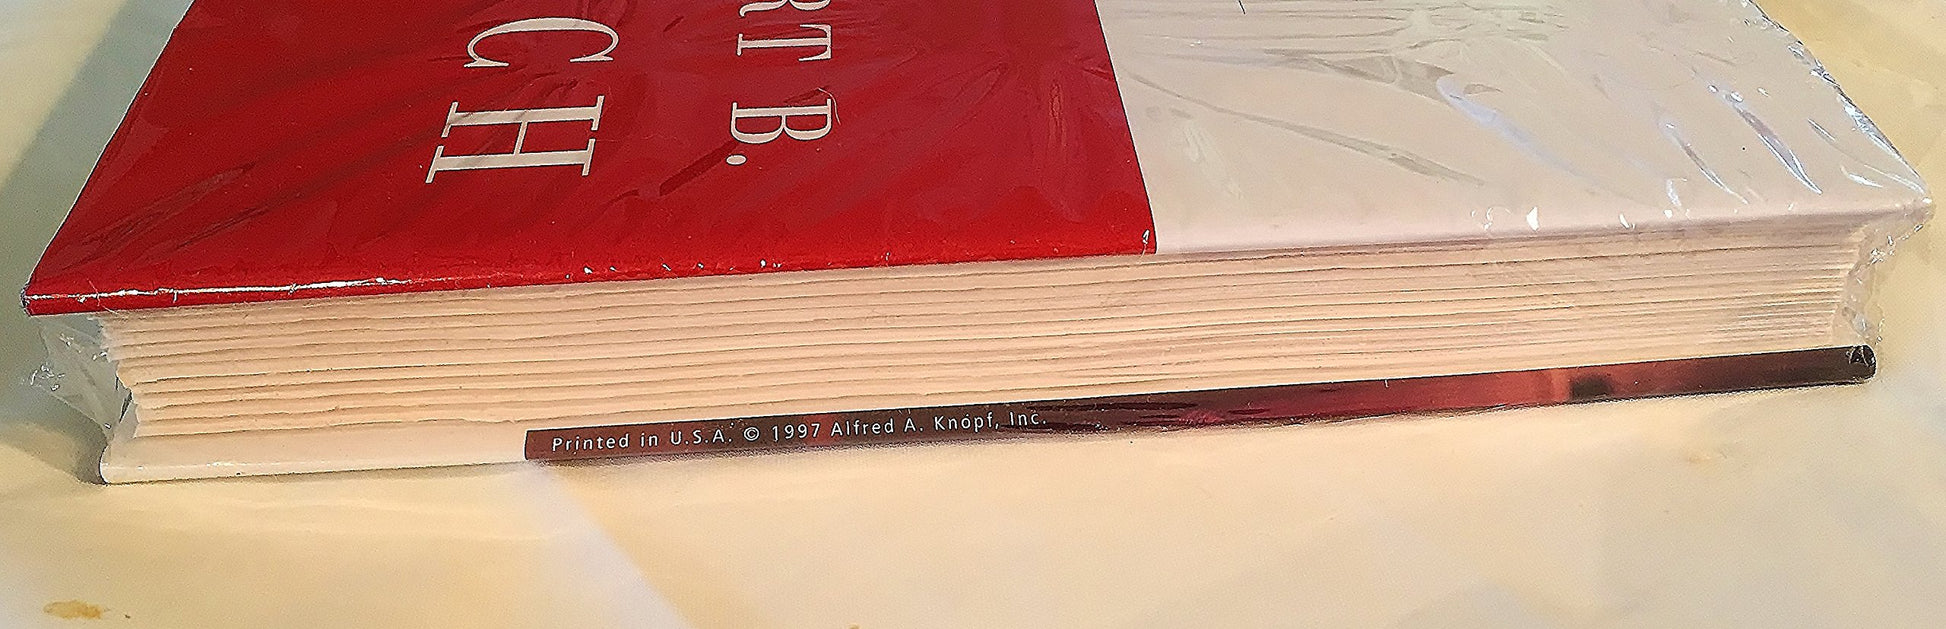 RT B.
CH
Printed in U.S.A. © 1997 Alfred A. Knopf, Inc.